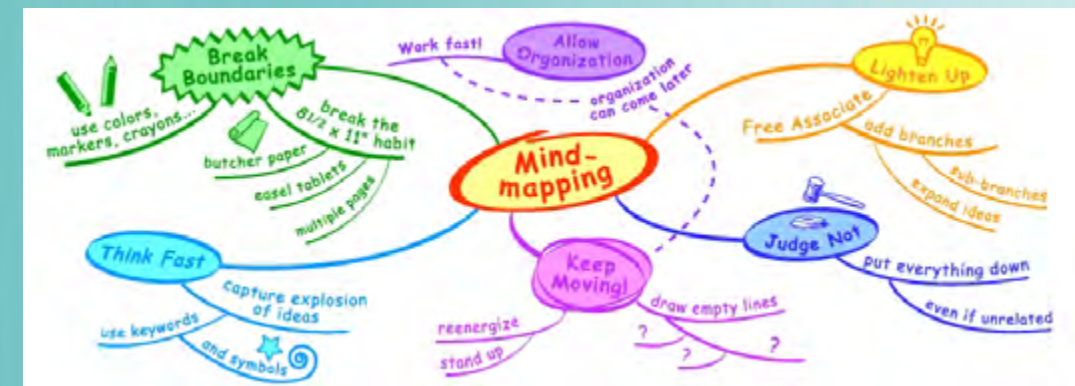 Mind-
mapping
Break
Boundaries
use colors,
markers, crayons...
break the
8 1/2 x 11" habit
butcher paper
easel tablets
multiple pages
Work fast!
Allow
Organization
organization
can come later
Lighten Up
Free Associate
add branches
sub-branches
expand ideas
Judge Not
put everything down
even if unrelated
Keep
Moving!
draw empty lines
?
?
?
reenergize
stand up
Think Fast
capture explosion
of ideas
use keywords
and symbols